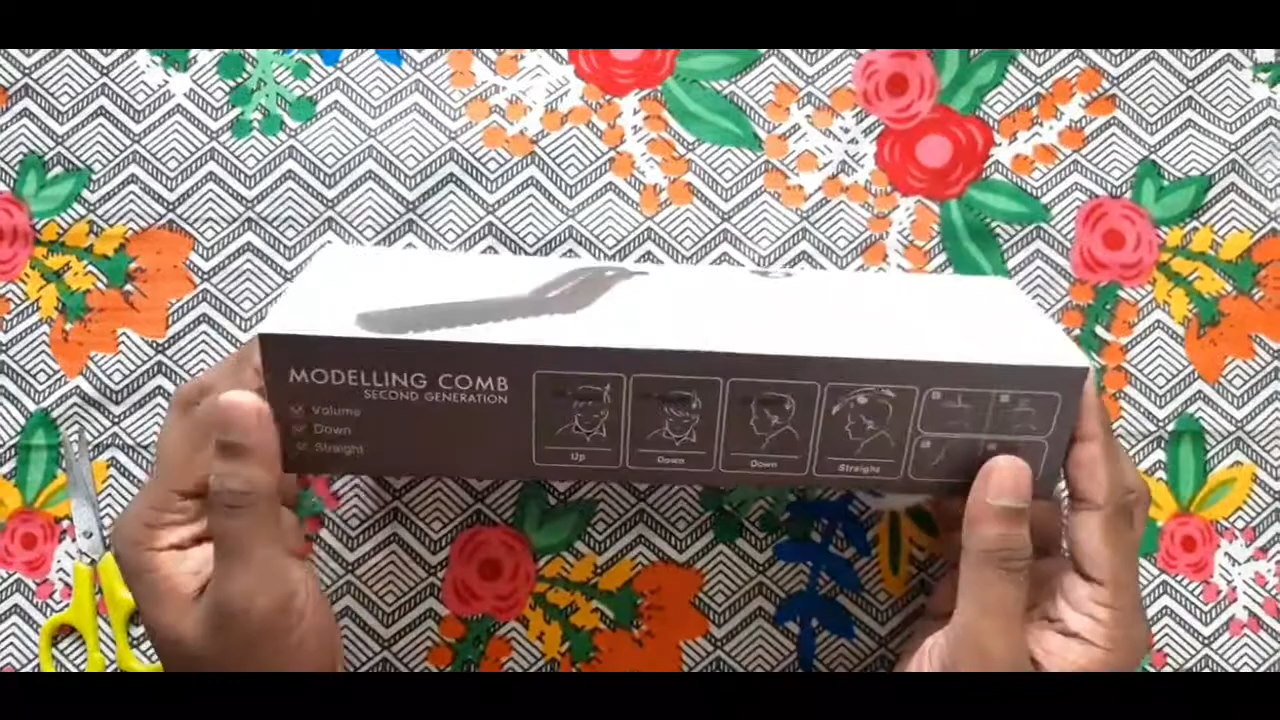 MODELLING COMB
SECOND GENERATION
Volume
Down
Straight
Up
Down
Down
Straight